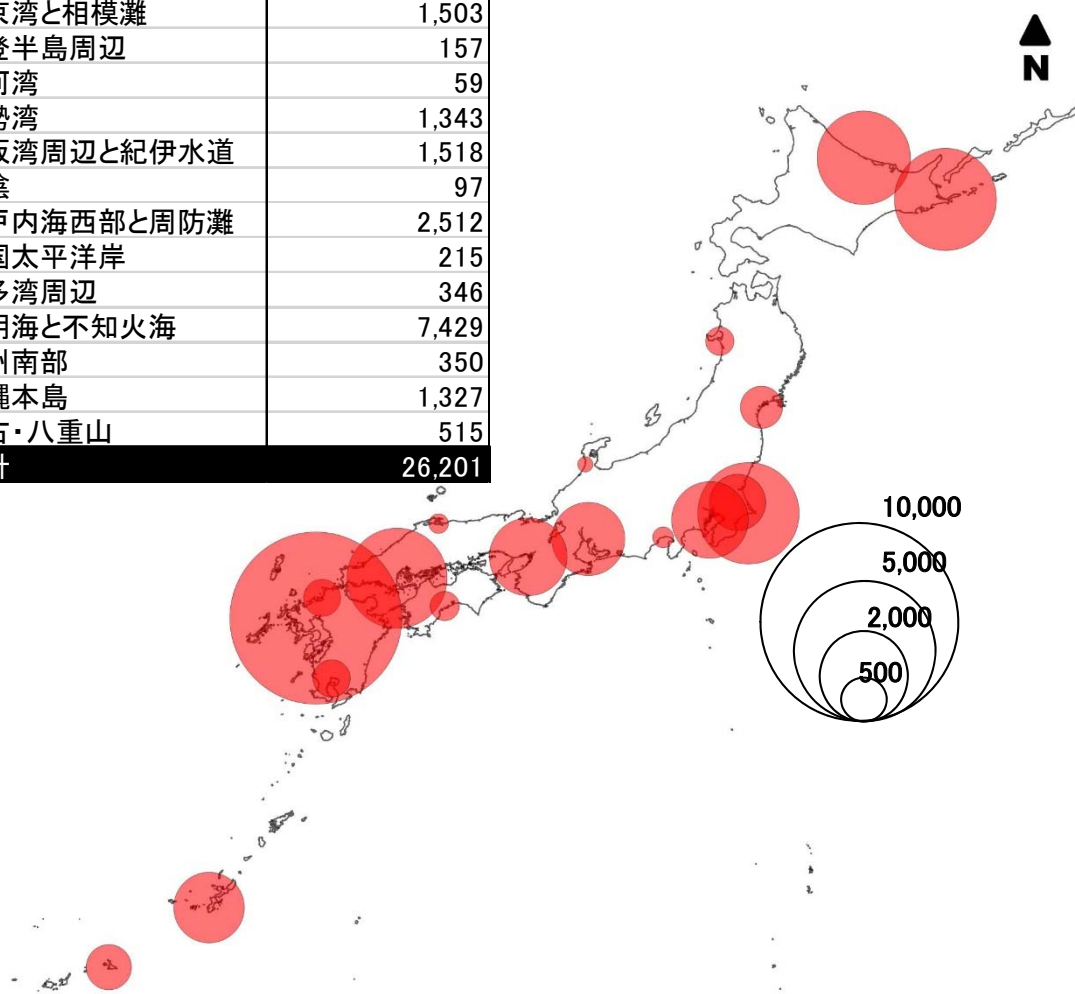 京湾と相模灘 1,503
登半島周辺 157
河湾 59
勢湾 1,343
阪湾周辺と紀伊水道 1,518
陰 97
戸内海西部と周防灘 2,512
国太平洋岸 215
多湾周辺 346
明海と不知火海 7,429
州南部 350
縄本島 1,327
古・八重山 515
計 26,201
N
10,000
5,000
2,000
500